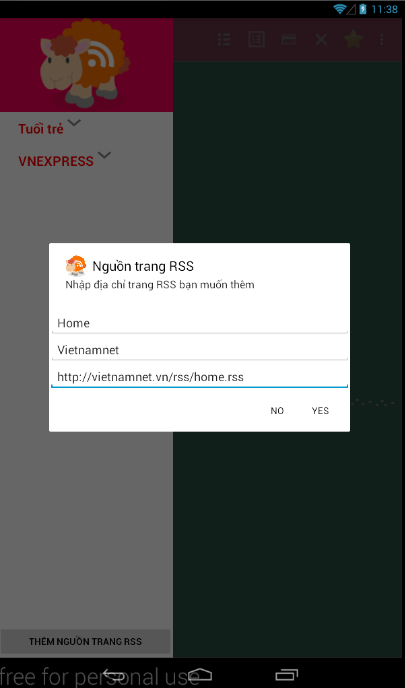 11:38
Tuổi trẻ
VNEXPRESS
Nguồn trang RSS
Nhập địa chỉ trang RSS bạn muốn thêm
Home
Vietnamnet
http://vietnamnet.vn/rss/home.rss
NO YES
THÊM NGUỒN TRANG RSS
free for personal use